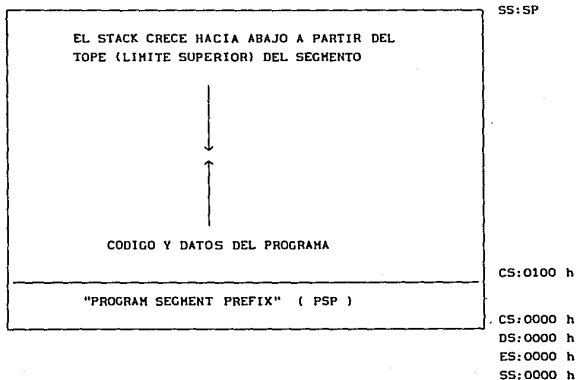 SS:SP
EL STACK CRECE HACIA ABAJO A PARTIR DEL
TOPE (LIMITE SUPERIOR) DEL SEGMENTO
CODIGO Y DATOS DEL PROGRAMA
CS:0100 h
"PROGRAM SEGMENT PREFIX" ( PSP )
CS:0000 h
DS:0000 h
ES:0000 h
SS:0000 h